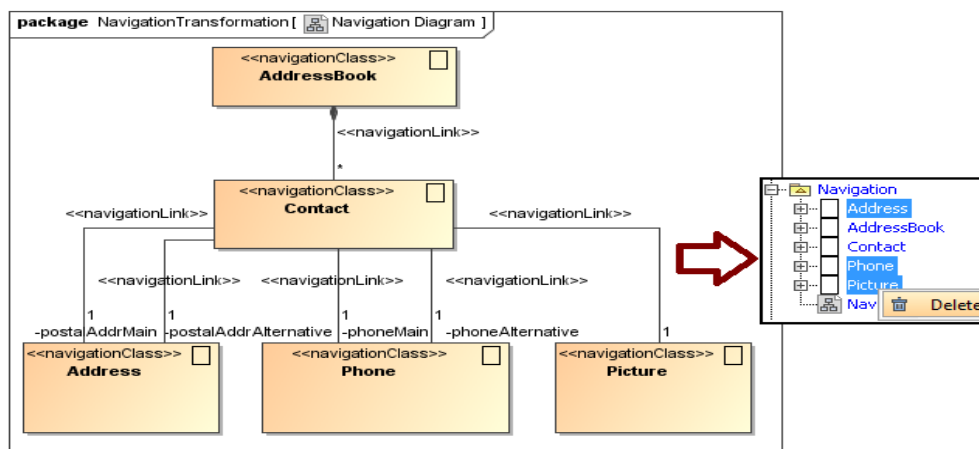 package NavigationTransformation [ Navigation Diagram ]
<<navigationClass>>
AddressBook
<<navigationLink>>
*
<<navigationClass>>
Contact
<<navigationLink>>
<<navigationLink>>
<<navigationLink>>
<<navigationLink>>
<<navigationLink>>
1
1
1
1
1
-postalAddrMain
-postalAddrAlternative
-phoneMain
-phoneAlternative
<<navigationClass>>
Address
<<navigationClass>>
Phone
<<navigationClass>>
Picture
Navigation
Address
AddressBook
Contact
Phone
Picture
Nav
Delete